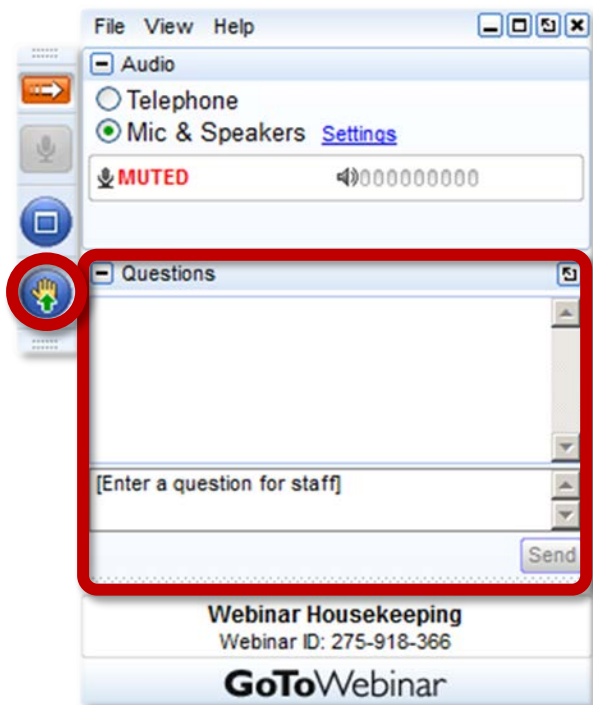 File View Help
Audio
Telephone
Mic & Speakers Settings
MUTED 000000000
Questions
[Enter a question for staff]
Send
Webinar Housekeeping
Webinar ID: 275-918-366
GoToWebinar